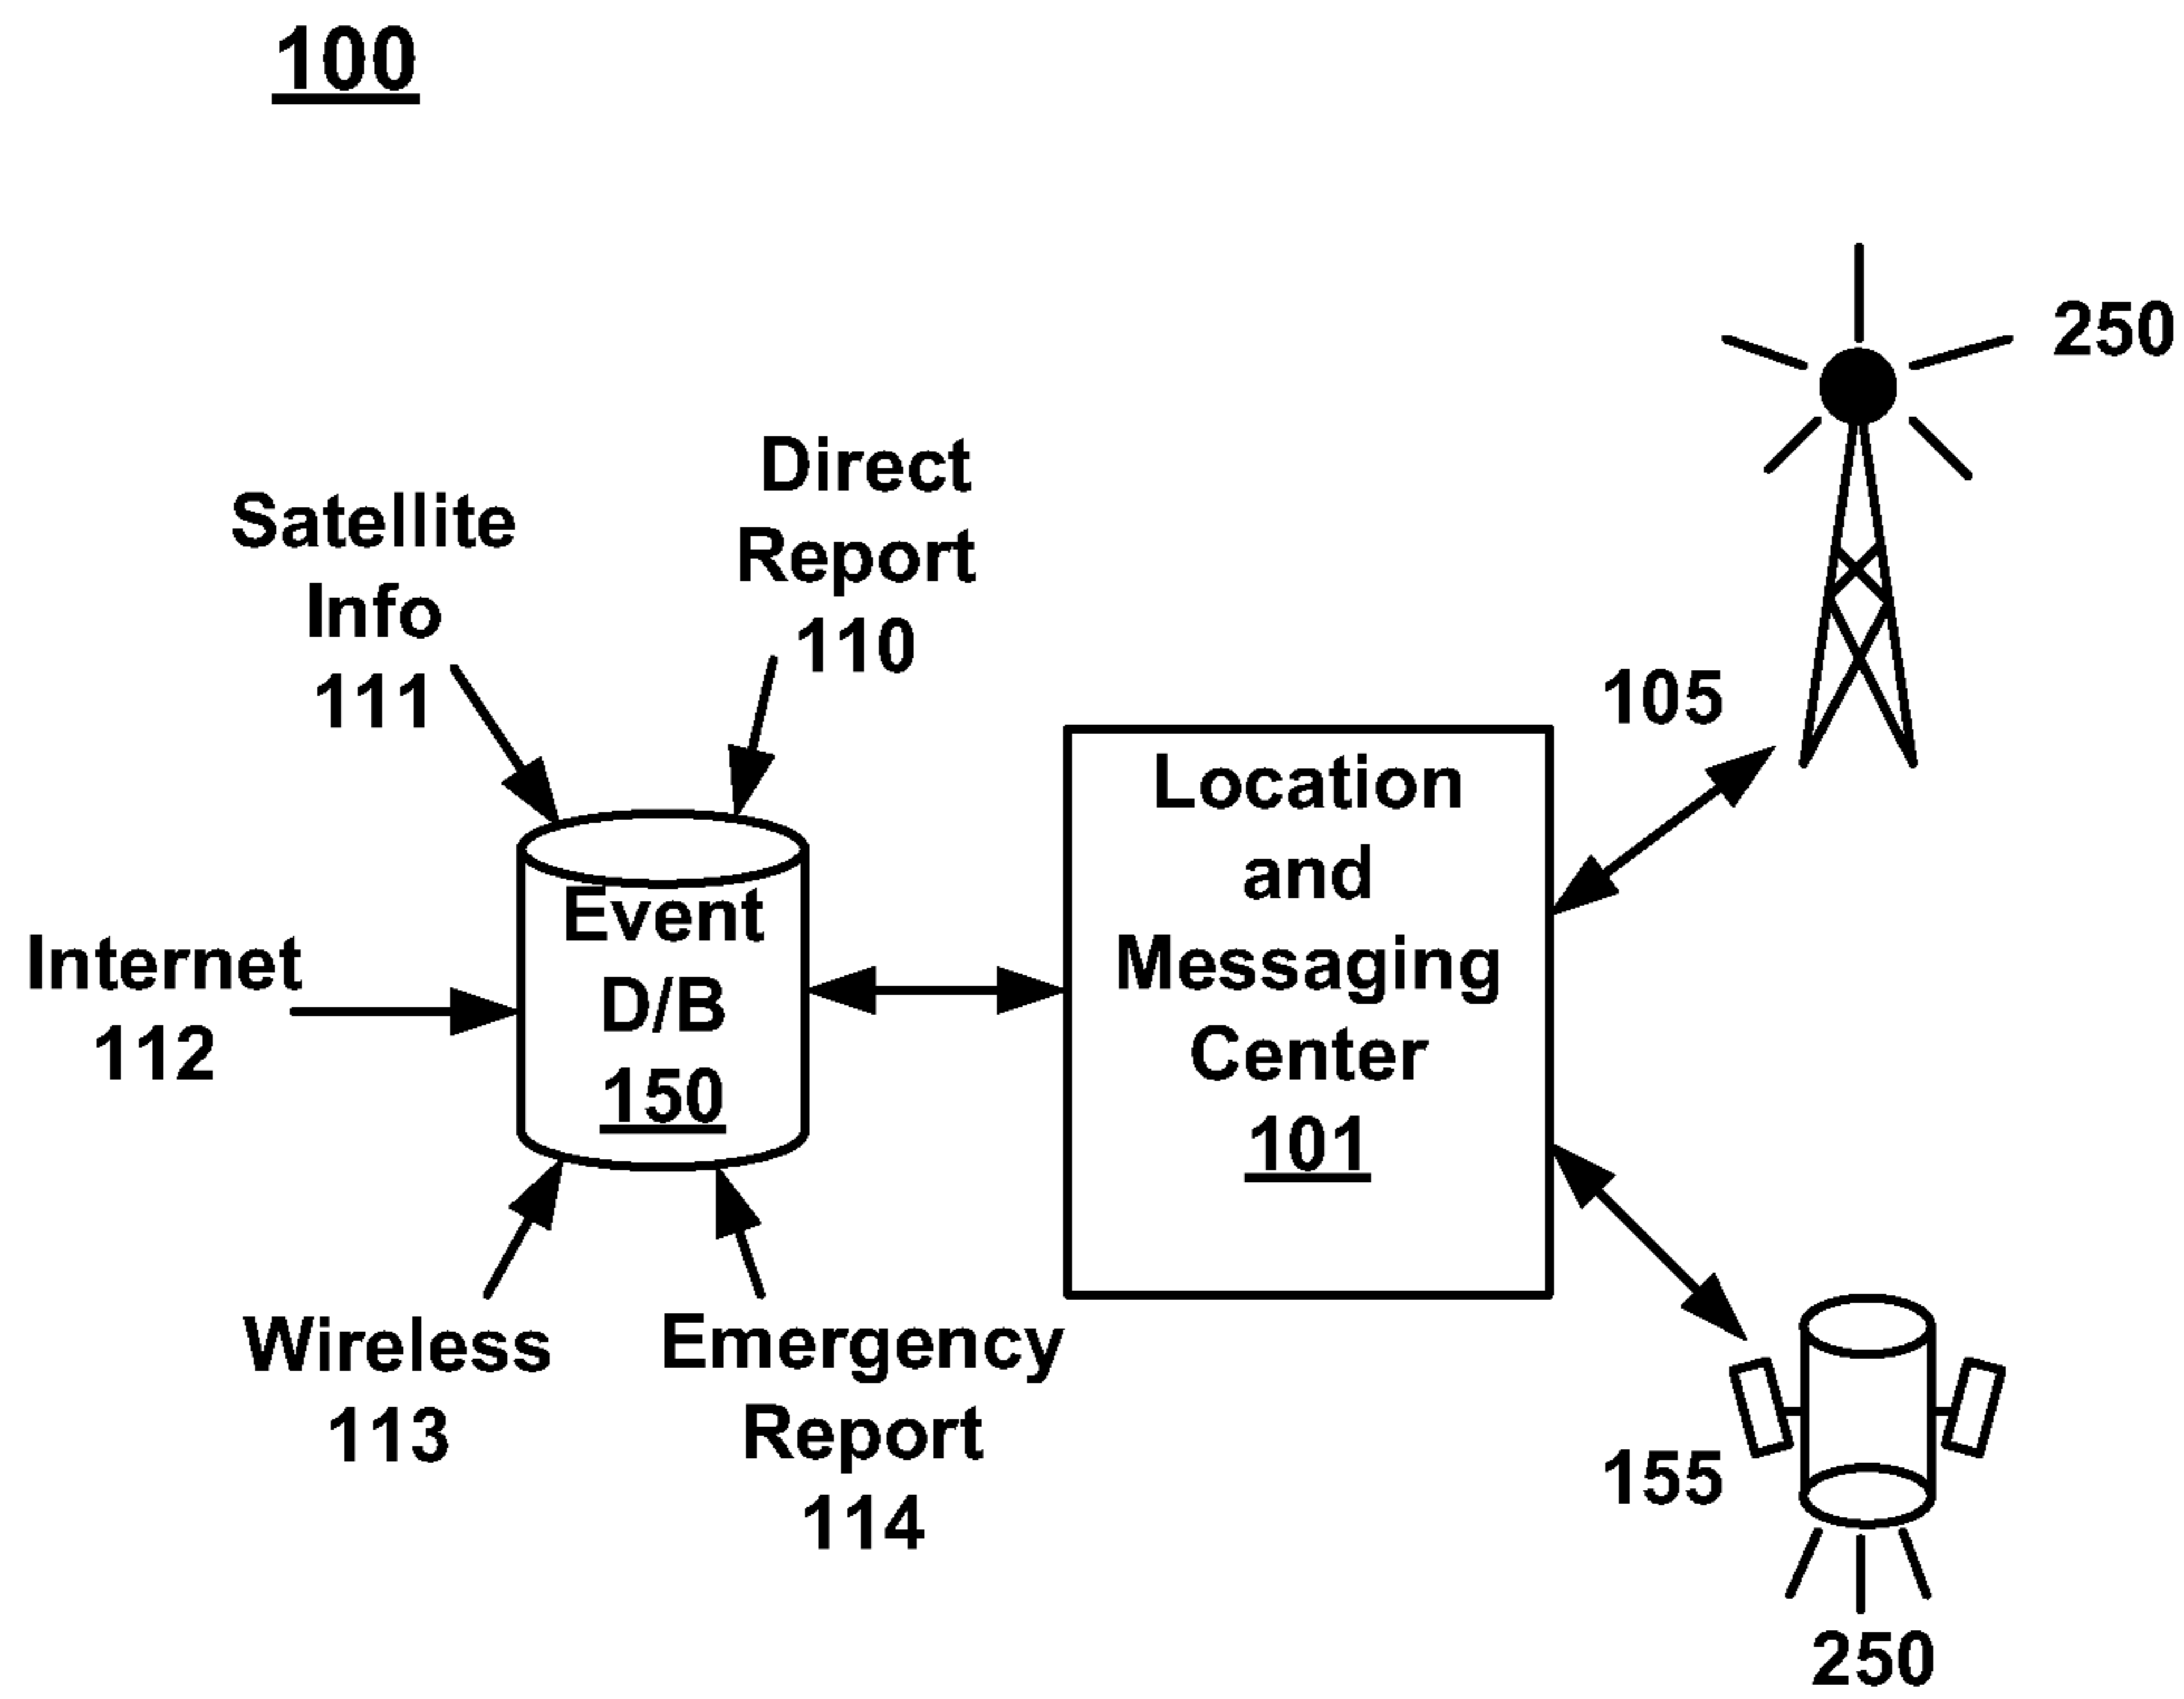 100
250
Direct
Report
110
Satellite
Info
111
105
Location
and
Messaging
Center
101
Event
D/B
150
Internet
112
Wireless
113
Emergency
Report
114
155
250